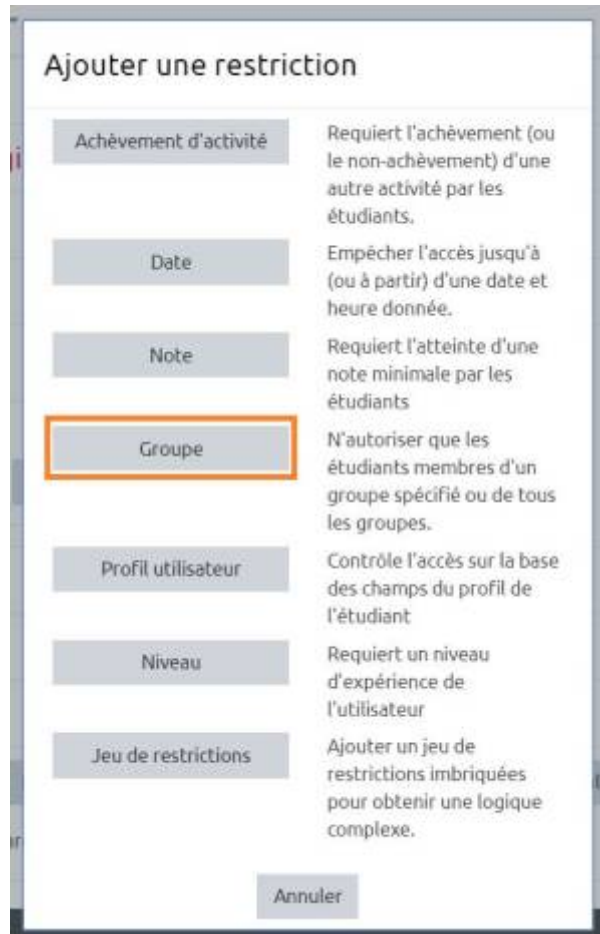 Ajouter une restriction
Achèvement d'activité
Requiert l'achèvement (ou
le non-achèvement) d'une
autre activité par les
étudiants.
Date
Empêcher l'accès jusqu'à
(ou à partir) d'une date et
heure donnée.
Note
Requiert l'atteinte d'une
note minimale par les
étudiants
Groupe
N'autoriser que les
étudiants membres d'un
groupe spécifié ou de tous
les groupes.
Profil utilisateur
Contrôle l'accès sur la base
des champs du profil de
l'étudiant
Niveau
Requiert un niveau
d'expérience de
l'utilisateur
Jeu de restrictions
Ajouter un jeu de
restrictions imbriquées
pour obtenir une logique
complexe.
Annuler